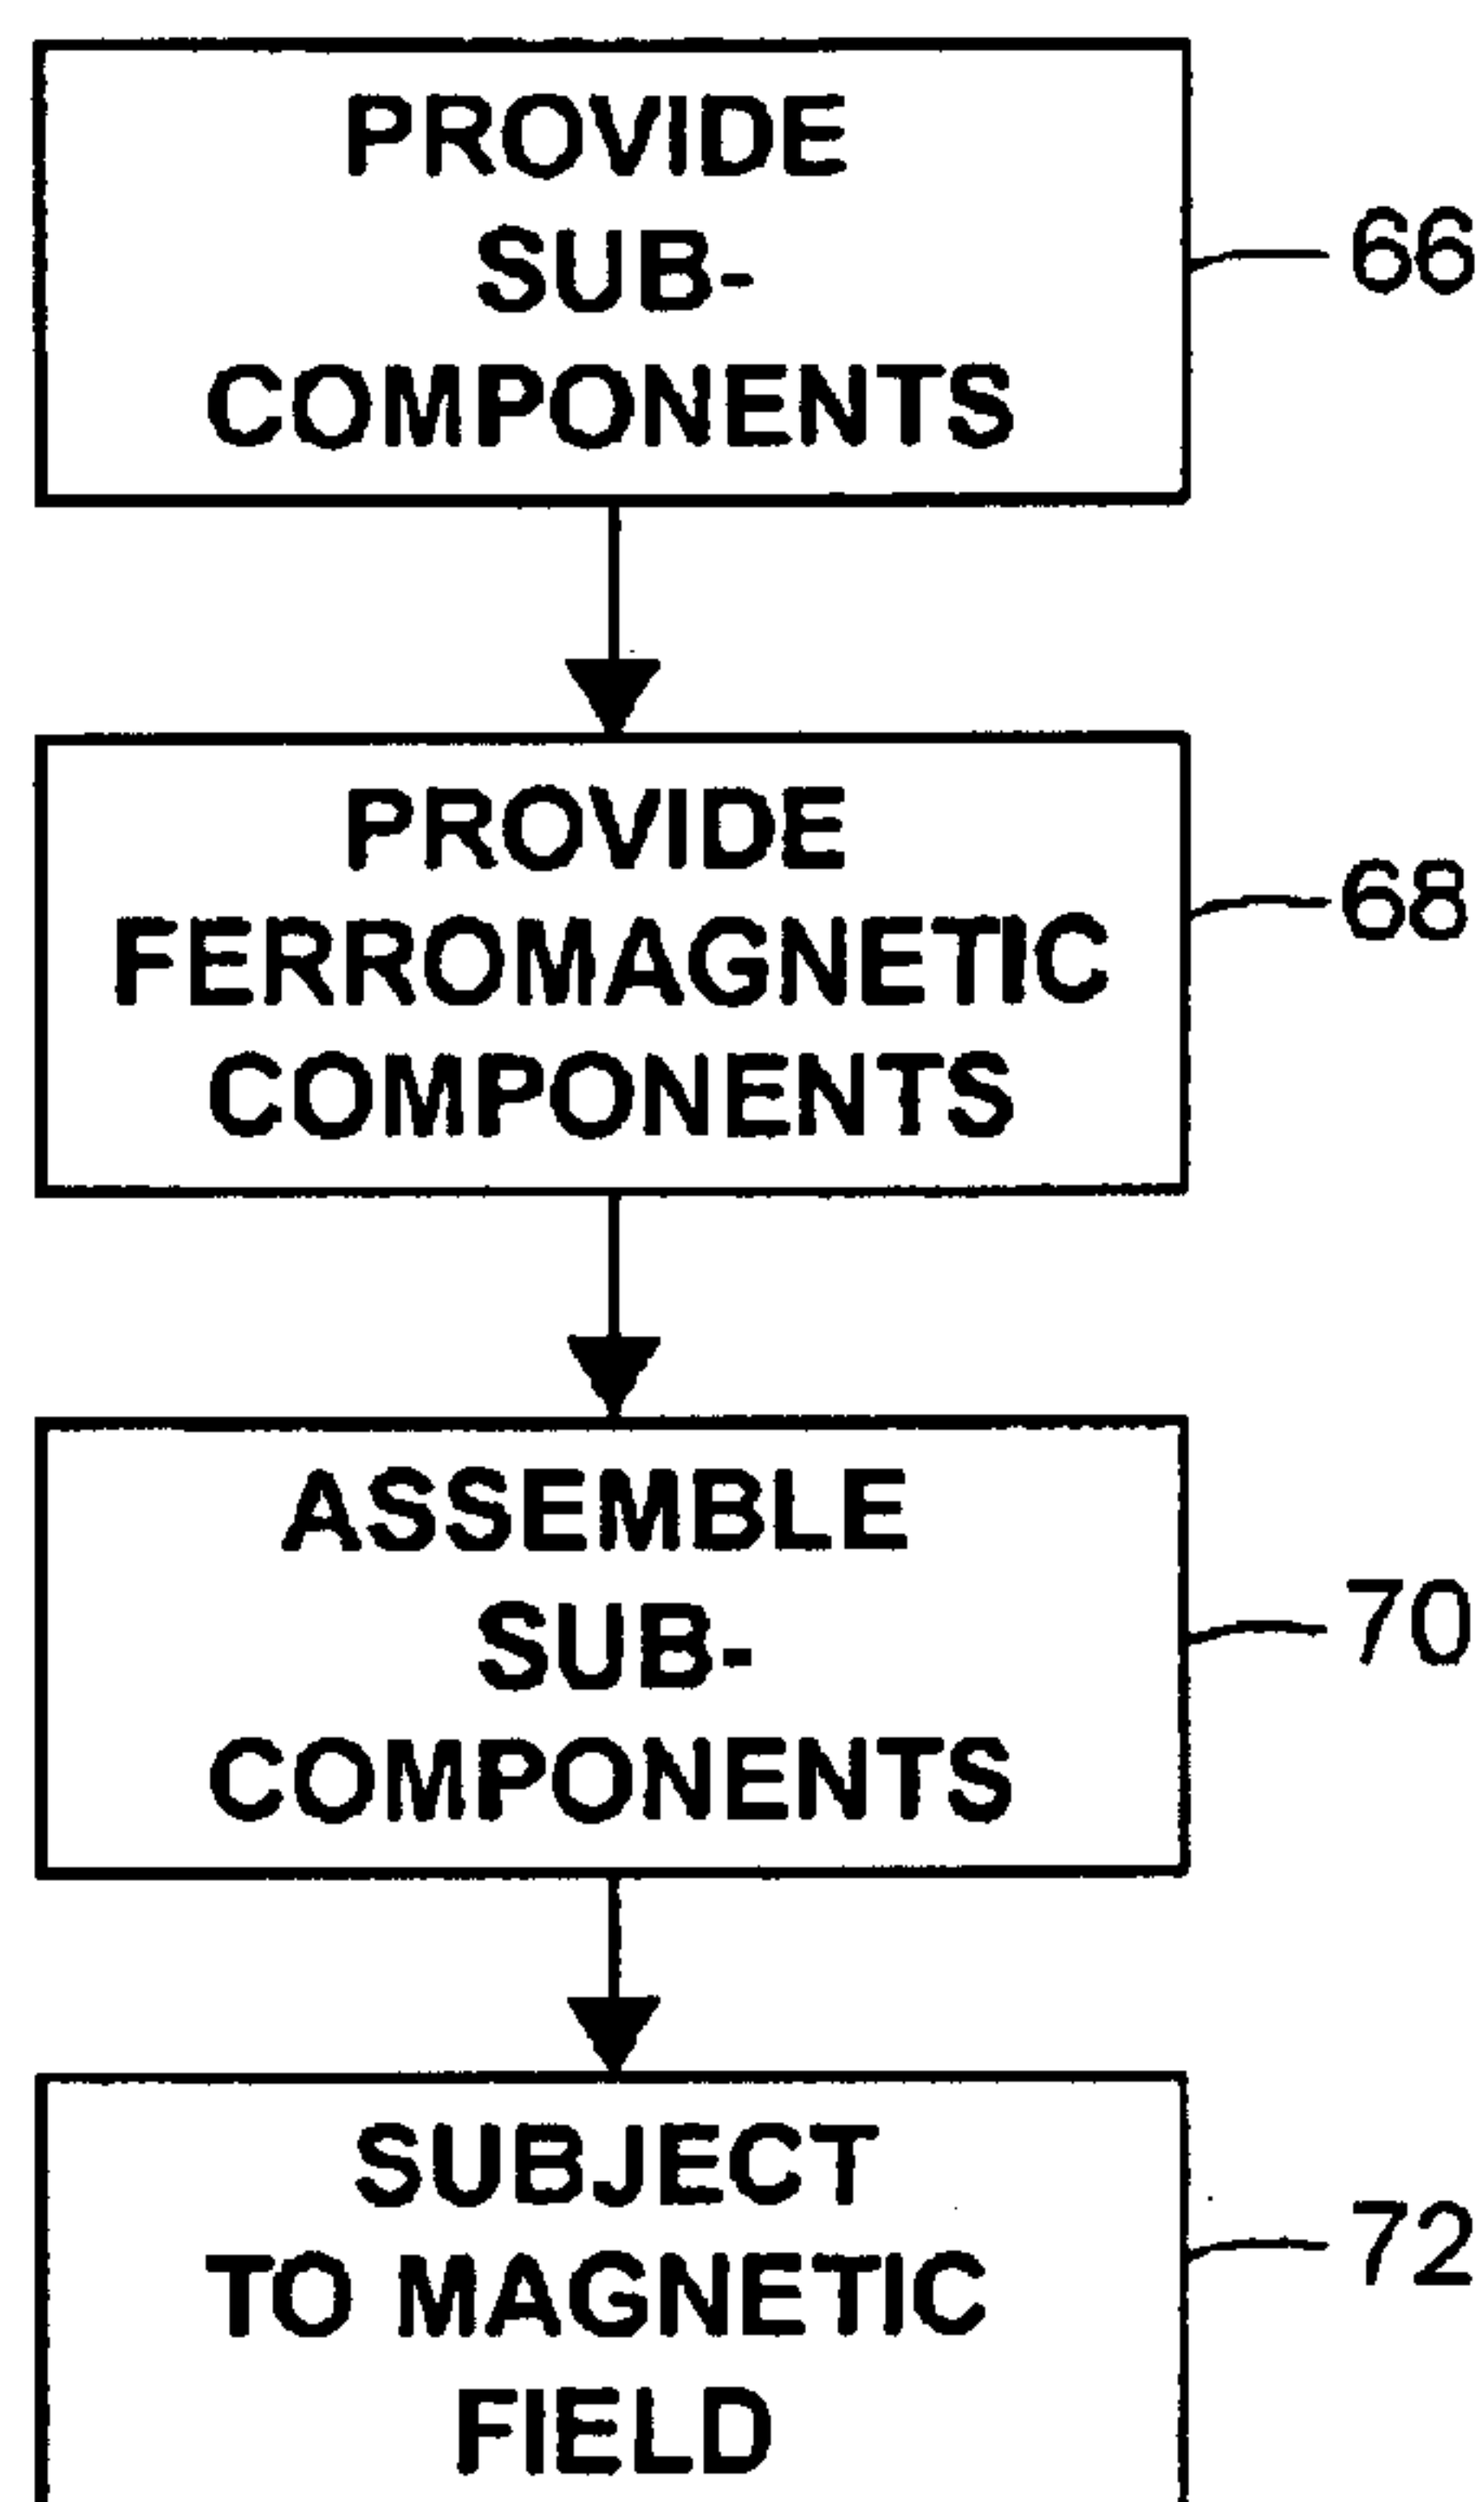 PROVIDE
SUB-
COMPONENTS
66
PROVIDE
FERROMAGNETIC
COMPONENTS
68
ASSEMBLE
SUB-
COMPONENTS
70
SUBJECT
TO MAGNETIC
FIELD
72